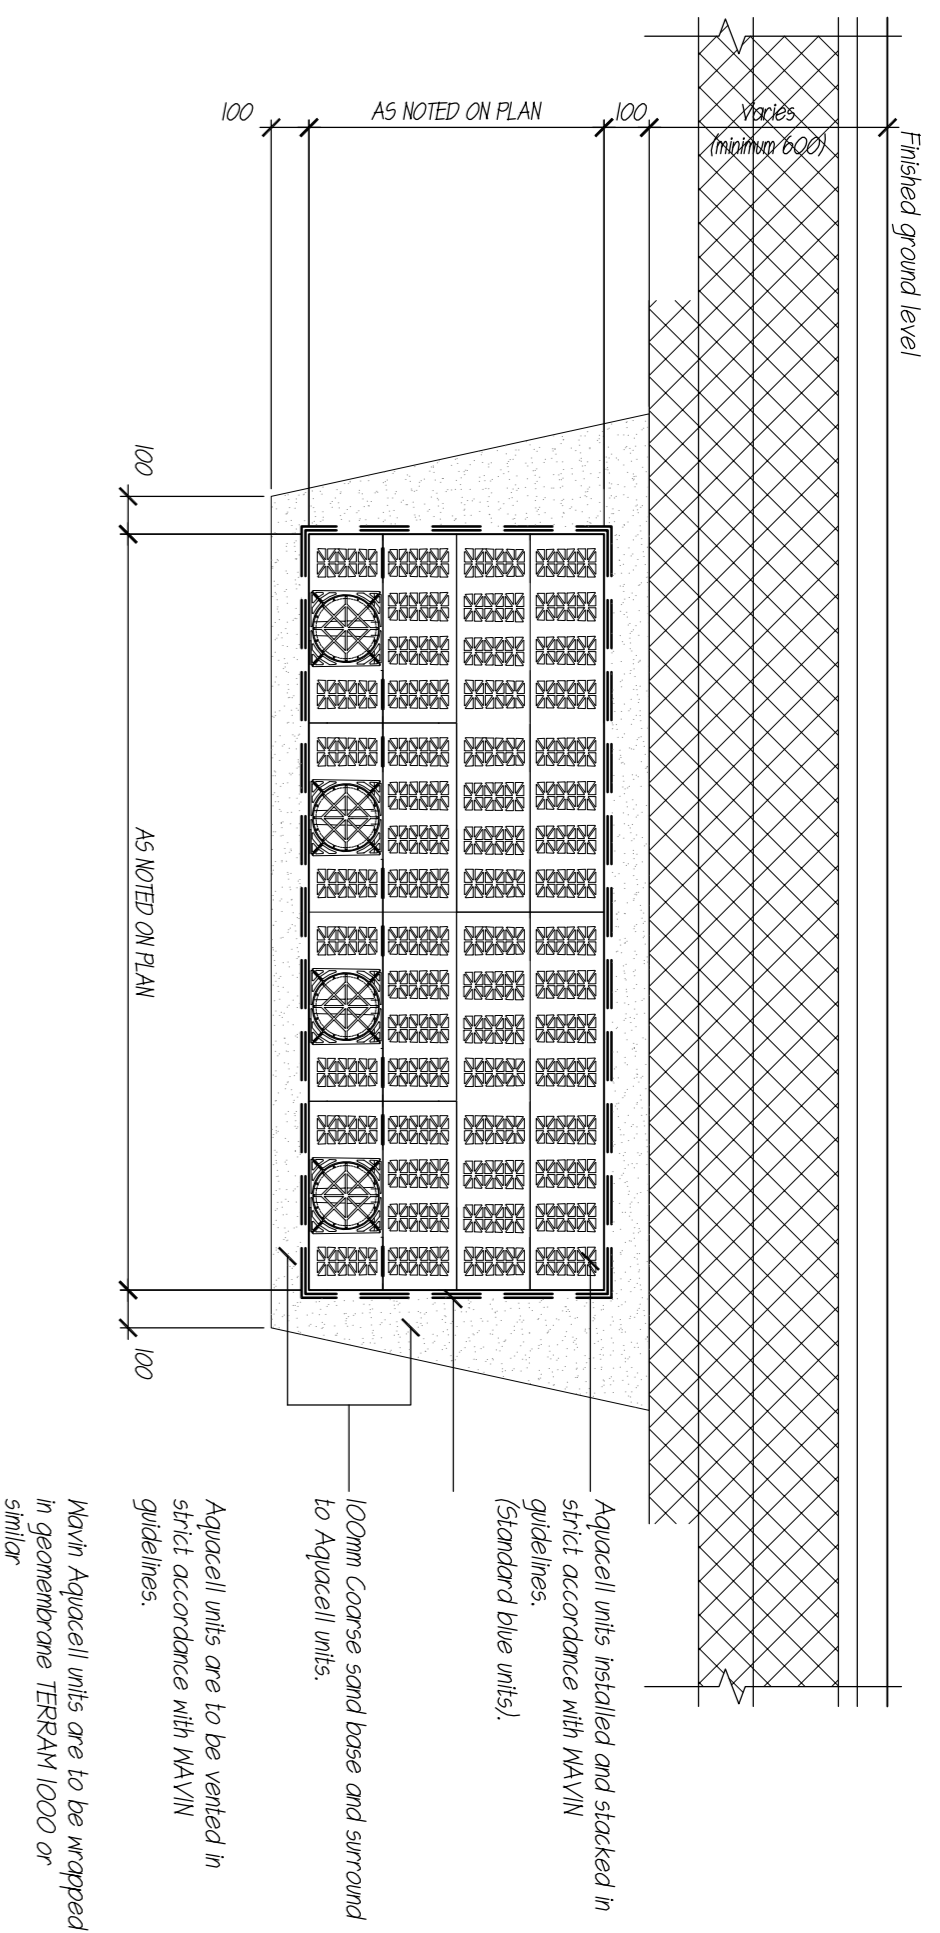 Finished ground level
Varies
(minimum 600)
100
AS NOTED ON PLAN
100
100
AS NOTED ON PLAN
100
Aquacell units installed and stacked in
strict accordance with WAVIN
guidelines.
(Standard blue units).
100mm Coarse sand base and surround
to Aquacell units.
Aquacell units are to be vented in
strict accordance with WAVIN
guidelines.
Wavin Aquacell units are to be wrapped
in geomembrane TERRAM 1000 or
similar